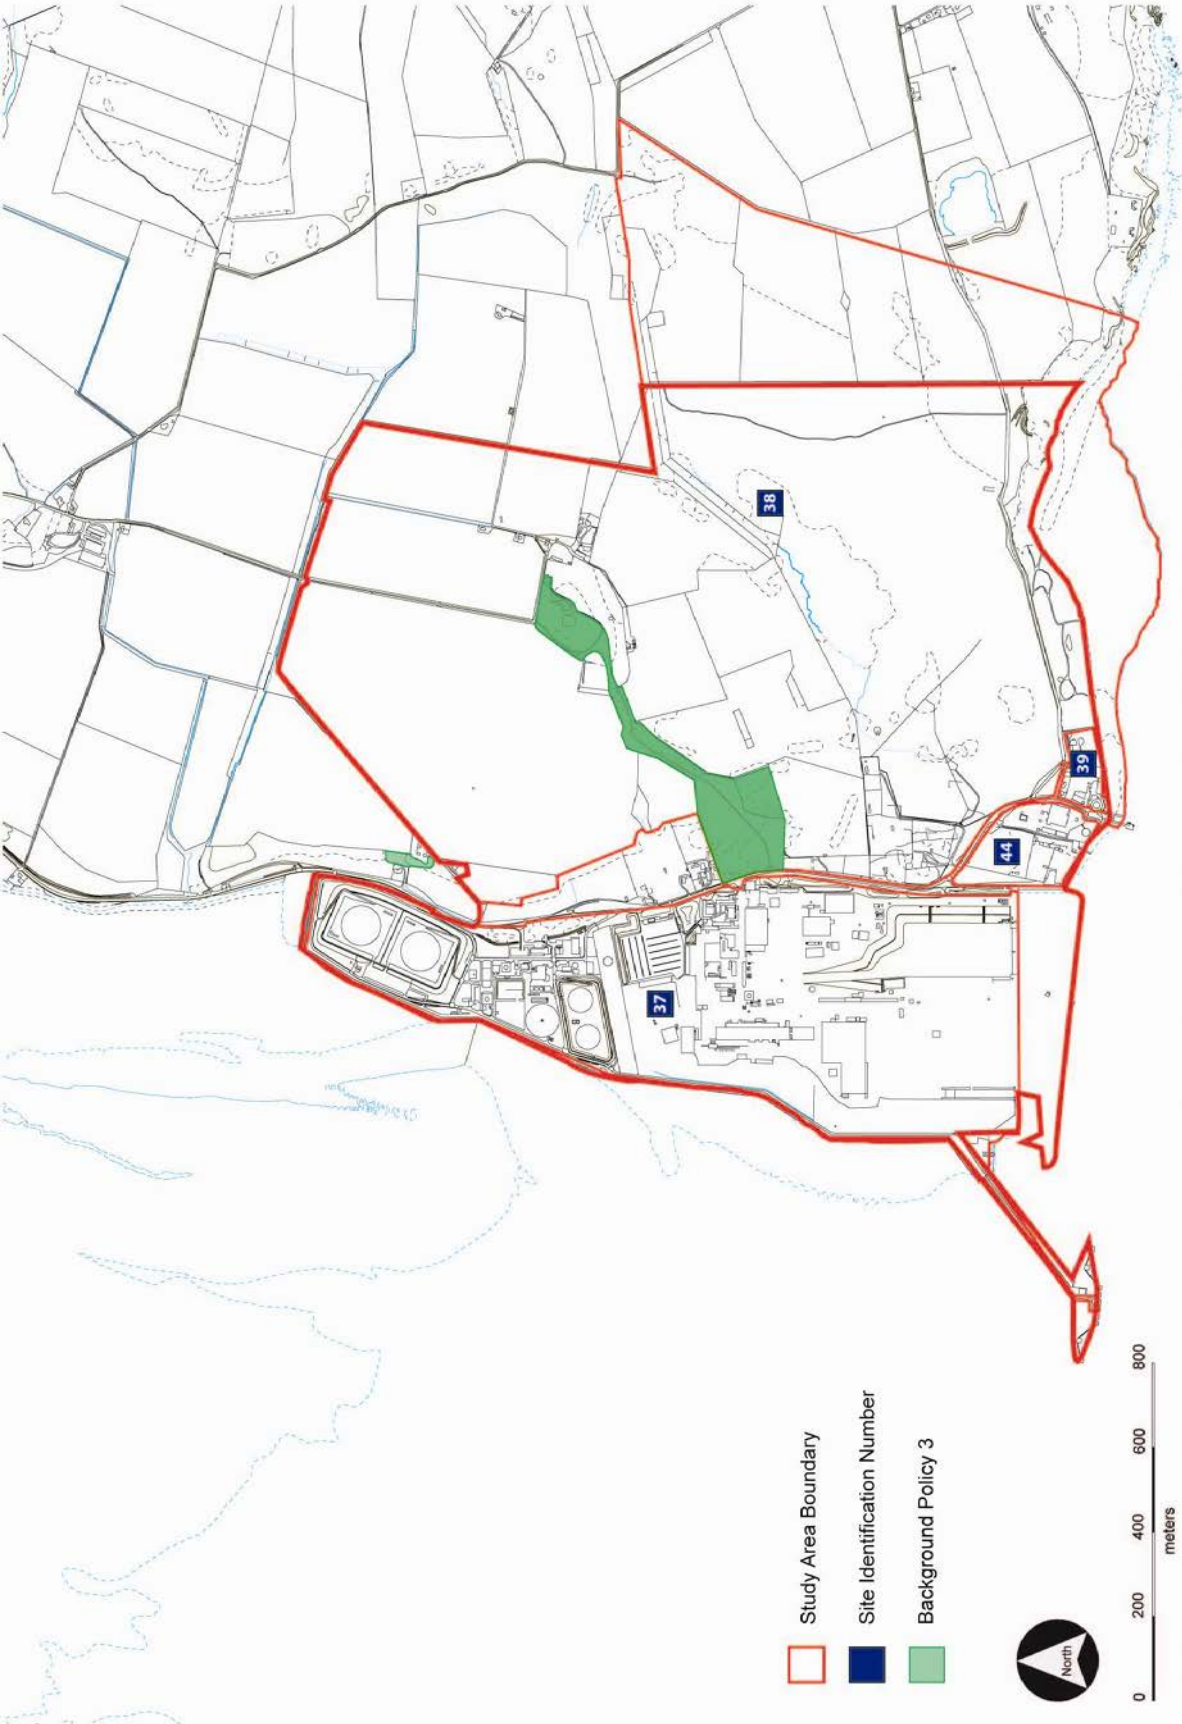 38
39
44
37
Study Area Boundary
Site Identification Number
Background Policy 3
North
0 200 400 600 800
meters